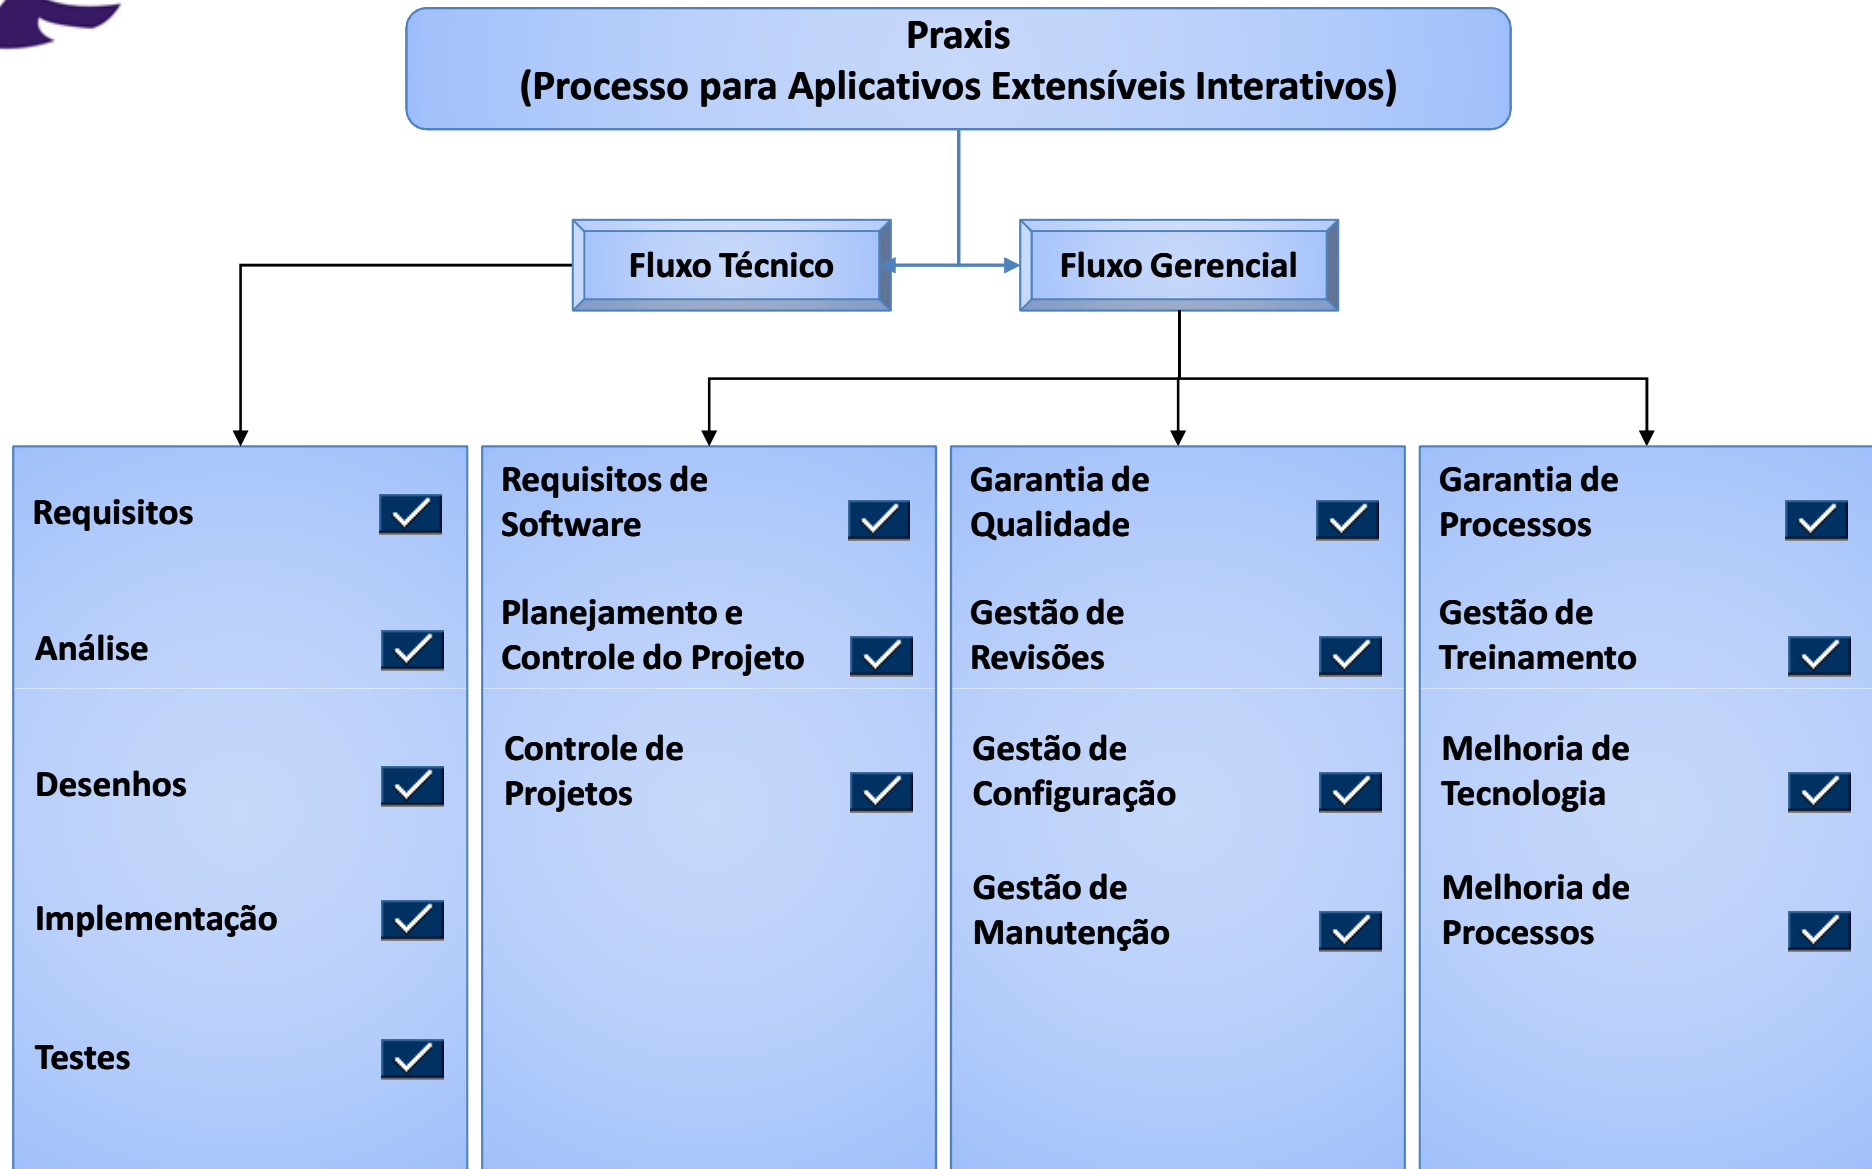 Praxis
(Processo para Aplicativos Extensíveis Interativos)
Fluxo Técnico
Fluxo Gerencial
Requisitos
Análise
Desenhos
Implementação
Testes
Requisitos de
Software
Planejamento e
Controle do Projeto
Controle de
Projetos
Garantia de
Qualidade
Gestão de
Revisões
Gestão de
Configuração
Gestão de
Manutenção
Garantia de
Processos
Gestão de
Treinamento
Melhoria de
Tecnologia
Melhoria de
Processos